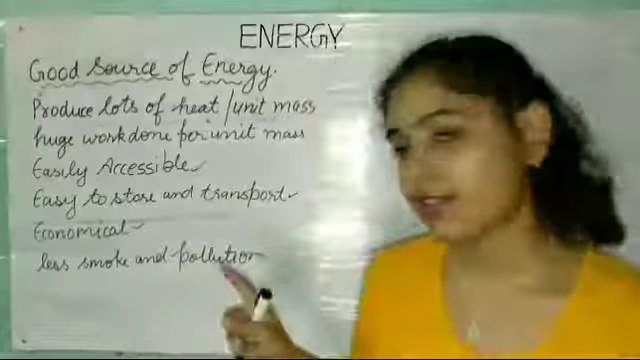 ENERGY
Good Source of Energy.
Produce lots of heat /unit mass
huge work done per unit mass
Easily Accessible
Easy to store and transport
Economical
less smoke and pollution